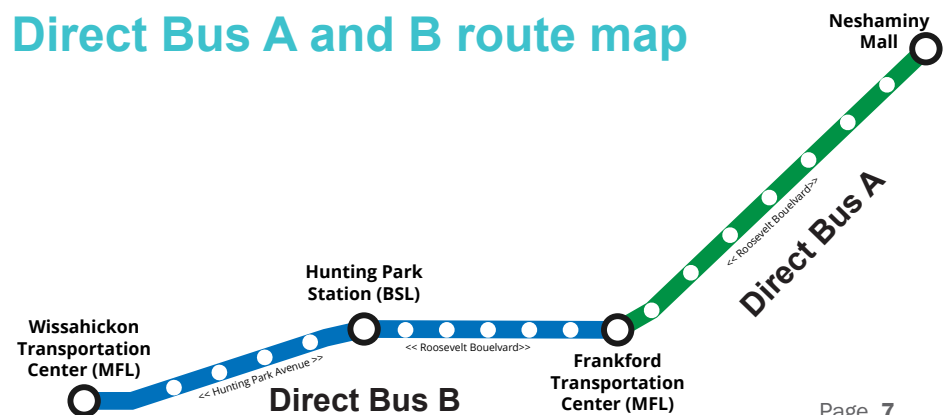 Direct Bus A and B route map
Neshaminy
Mall
<< Roosevelt Bouelvard>>
Direct Bus A
Hunting Park
Station (BSL)
Wissahickon
Transportation
Center (MFL)
<< Hunting Park Avenue >>
<< Roosevelt Bouelvard>>
Direct Bus B
Frankford
Transportation
Center (MFL)
Page 7